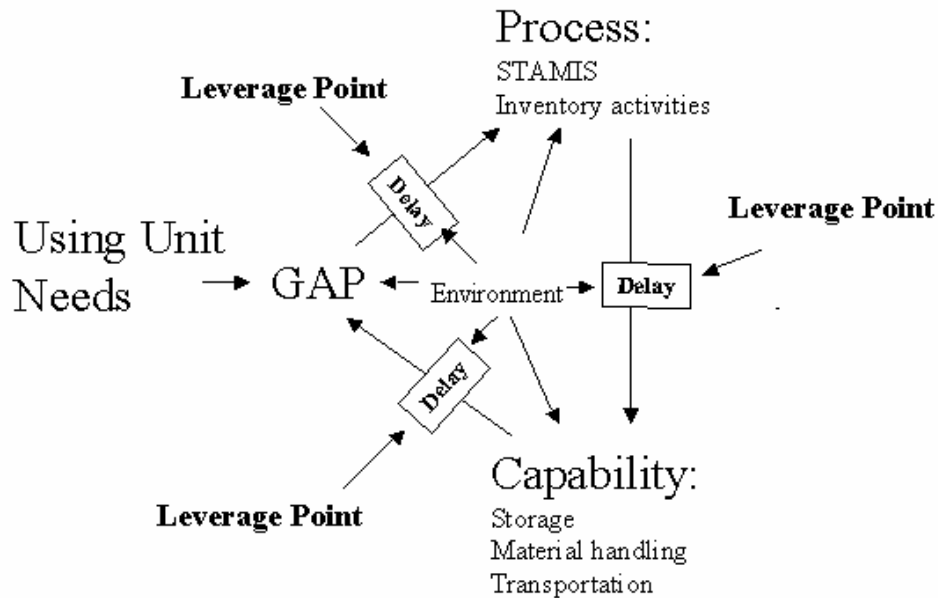 Process:
STAMIS
Inventory activities
Leverage Point
Delay
Leverage Point
Using Unit
Needs
GAP
Environment
Delay
Delay
Capability:
Storage
Material handling
Transportation
Leverage Point